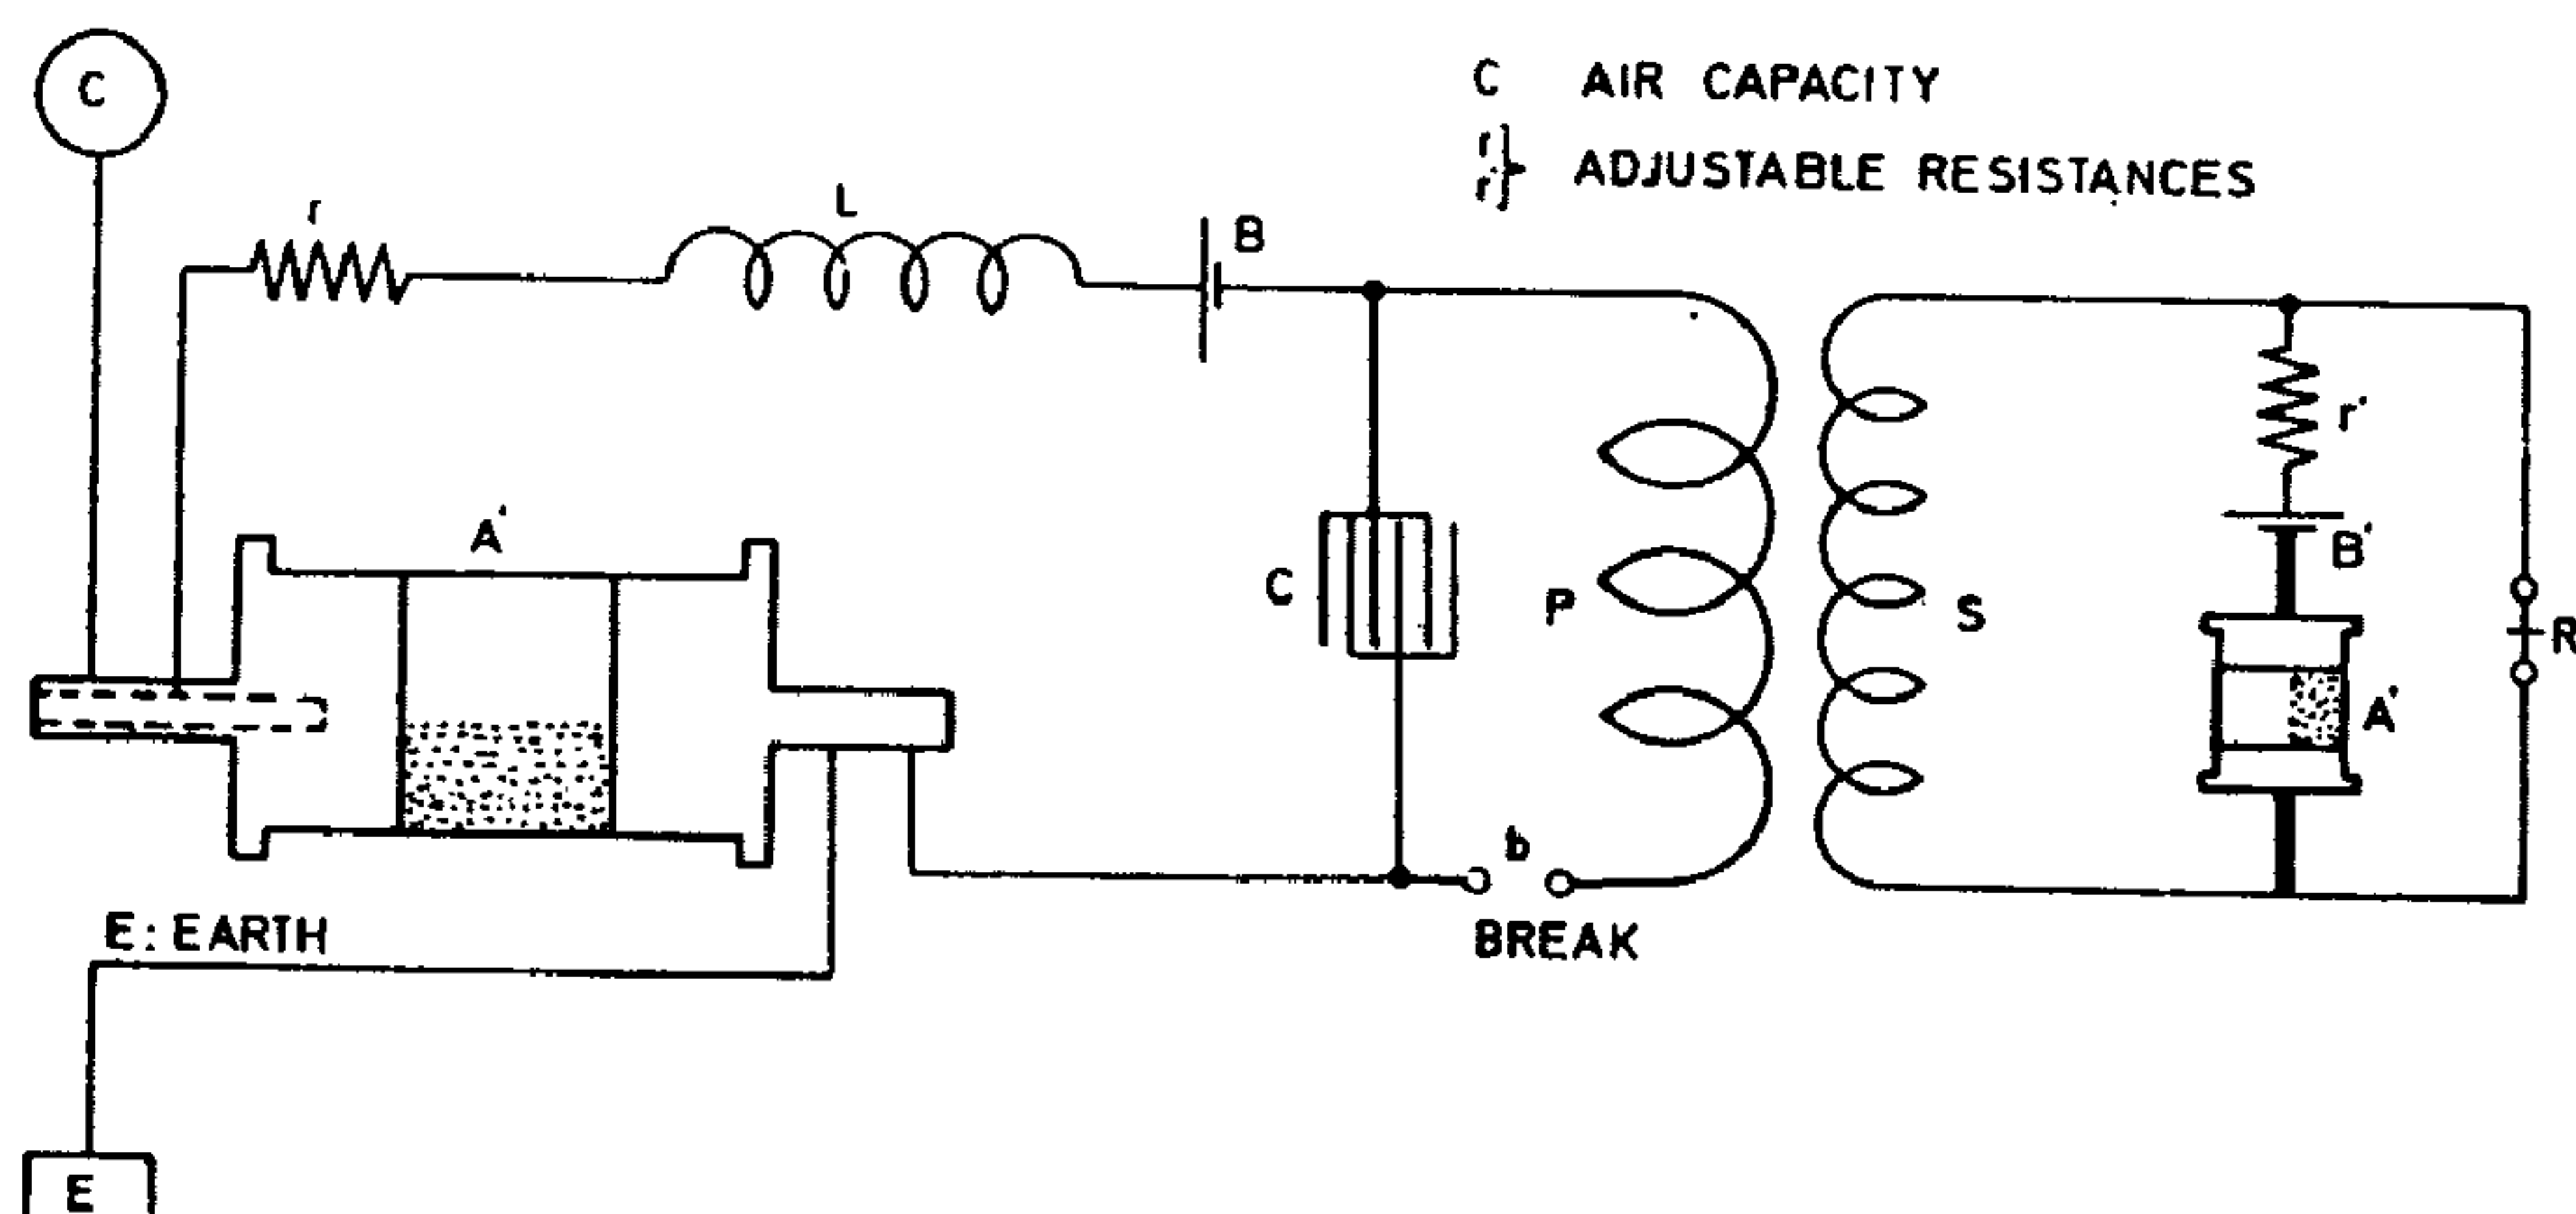 C
C AIR CAPACITY
r
r' } ADJUSTABLE RESISTANCES
r
L
B
r'
A'
B'
C
P
S
R
A'
b
E: EARTH
BREAK
E